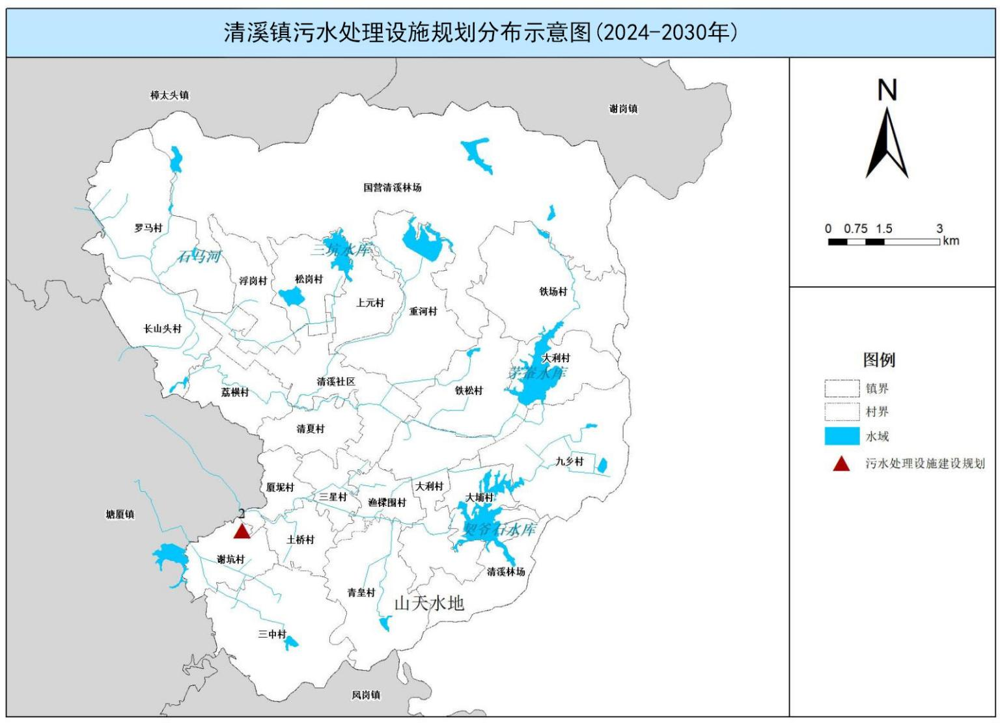 清溪镇污水处理设施规划分布示意图(2024-2030年)
樟太头镇
谢岗镇
国营清溪林场
罗马村
石马河
三坑水库
浮岗村
松岗村
上元村
重河村
铁场村
长山头村
大利村
茅輋水库
清溪社区
荔横村
铁松村
清夏村
九乡村
厦坭村
三星村
渔樑围村
大利村
大埔村
塘厦镇
2
契爷石水库
土桥村
谢坑村
清溪林场
青皇村
山天水地
三中村
凤岗镇
N
0 0.75 1.5 3
km
图例
镇界
村界
水域
污水处理设施建设规划